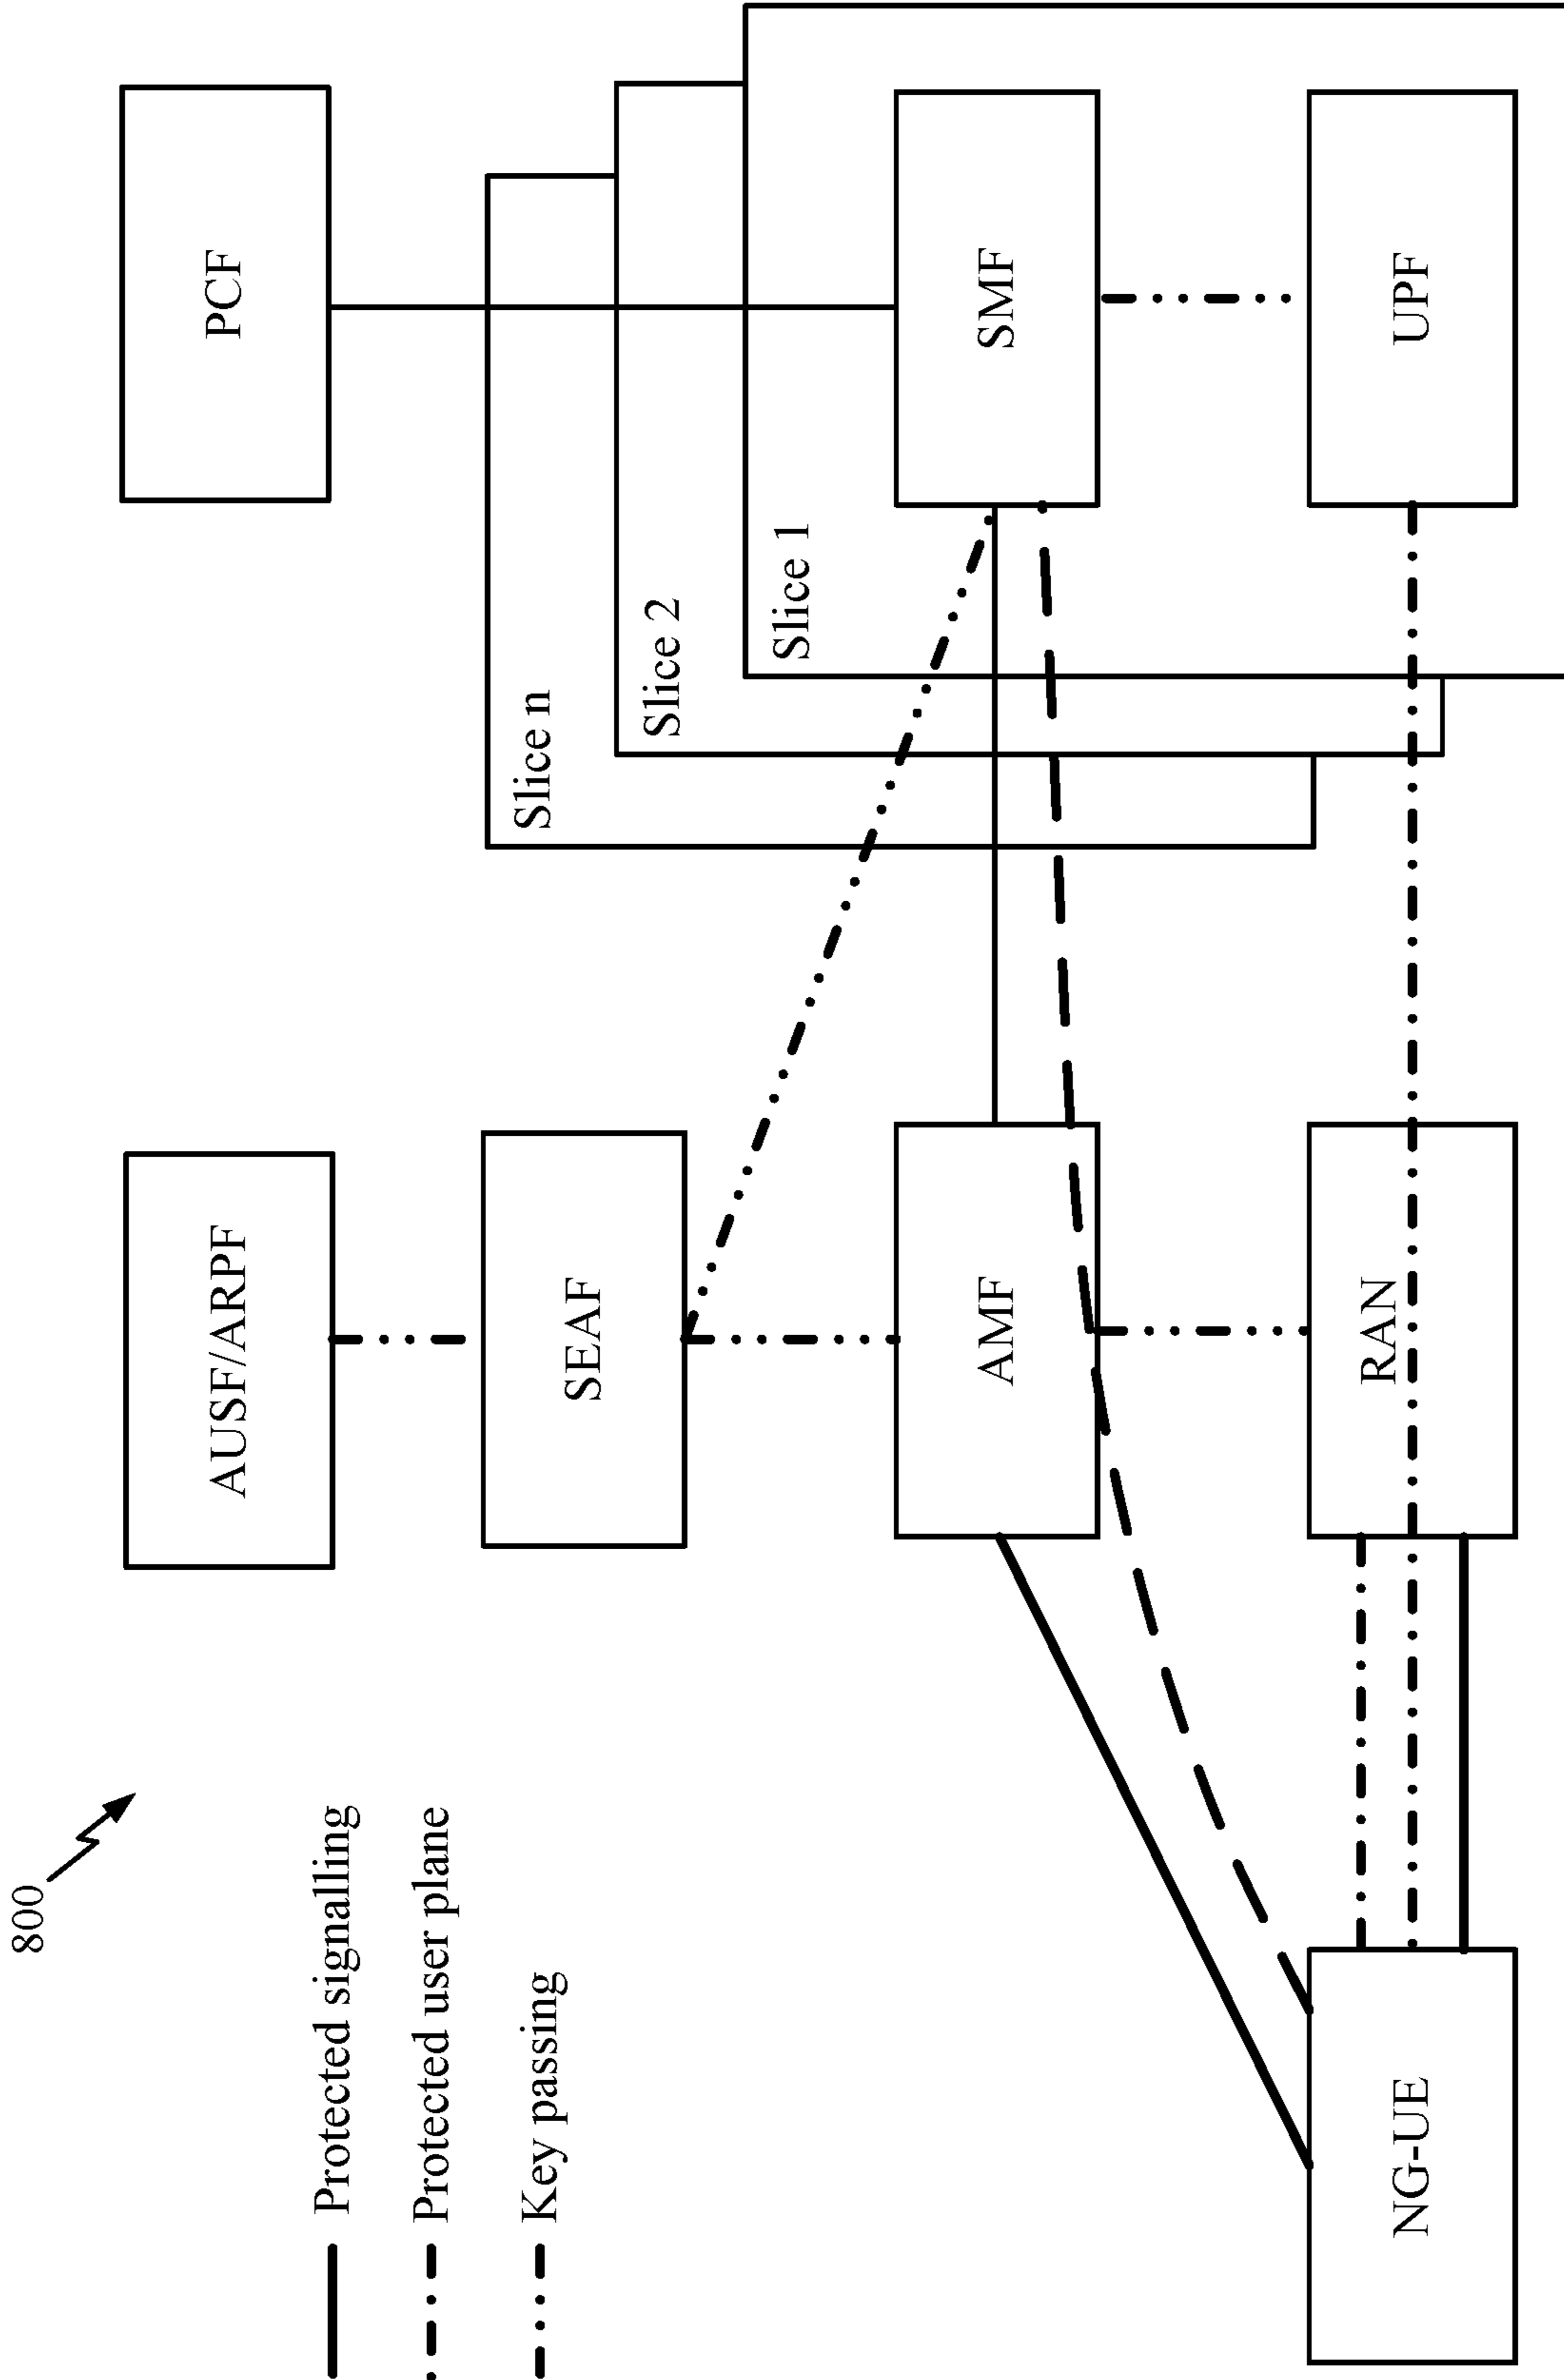 800
Protected signalling
Protected user plane
Key passing
AUSF/ARPF
PCF
SEAF
Slice n
Slice 2
Slice 1
AMF
SMF
NG-UE
RAN
UPF